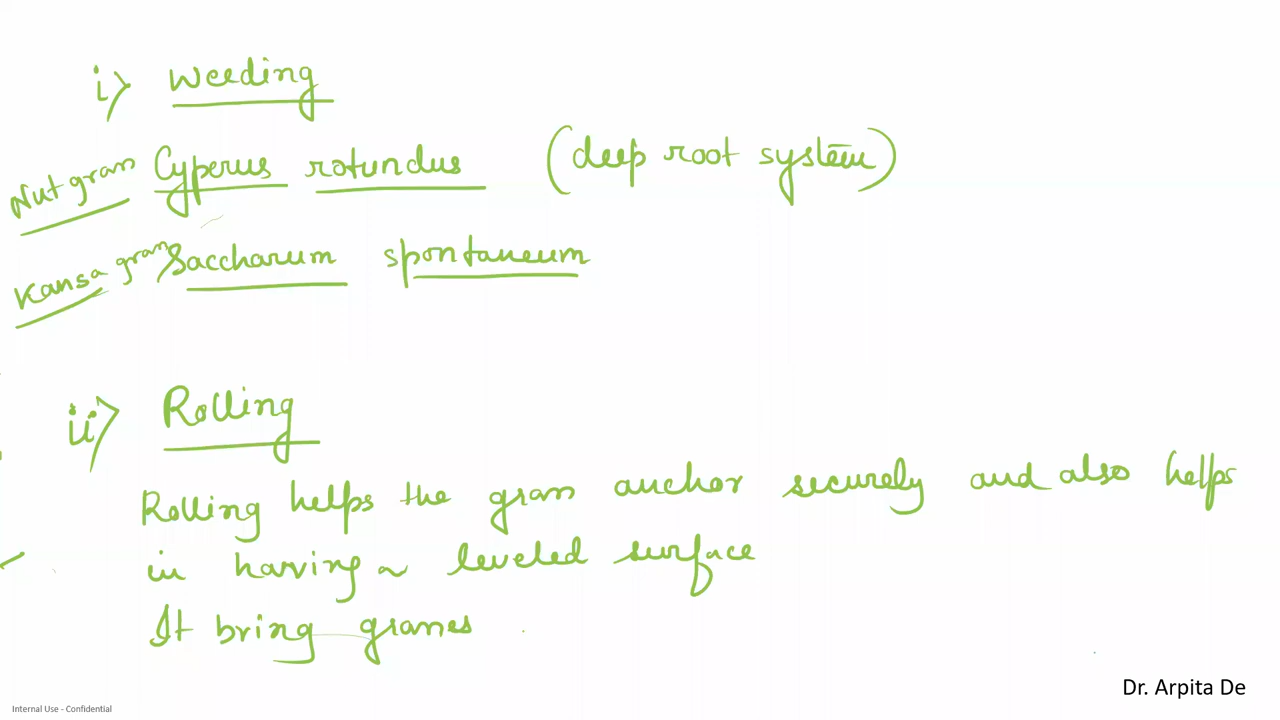 i> Weeding
Nut grass Cyperus rotundus (deep root system)
Kansa grass Saccharum spontaneum
ii> Rolling
Rolling helps the grass anchor securely and also helps
in having a leveled surface
It bring grasses
Dr. Arpita De
Internal Use - Confidential